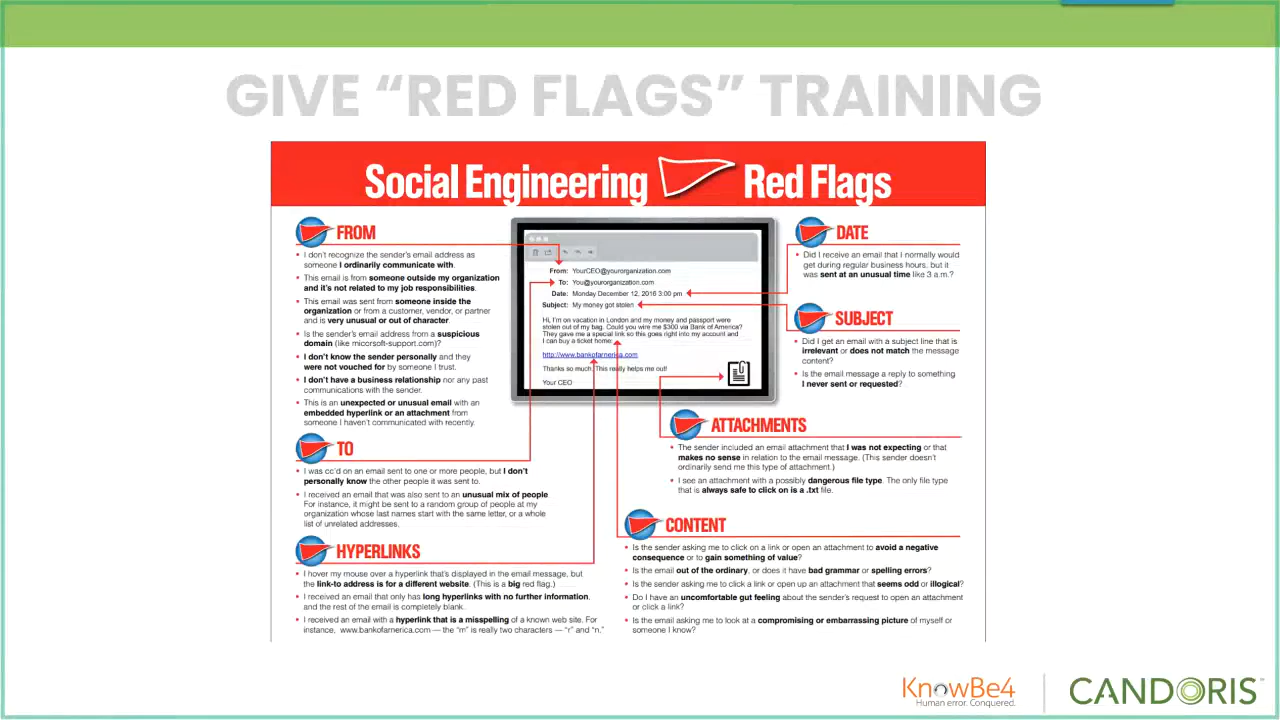 GIVE “RED FLAGS” TRAINING
Social Engineering Red Flags
FROM
• I don't recognize the sender's email address as
someone I ordinarily communicate with.
• This email is from someone outside my organization
and it's not related to my job responsibilities.
• This email was sent from someone inside the
organization or from a customer, vendor, or partner
and is very unusual or out of character.
• Is the sender's email address from a suspicious
domain (like micorsoft-support.com)?
• I don't know the sender personally and they
were not vouched for by someone I trust.
• I don't have a business relationship nor any past
communications with the sender.
• This is an unexpected or unusual email with an
embedded hyperlink or an attachment from
someone I haven't communicated with recently.
TO
• I was cc'd on an email sent to one or more people, but I don't
personally know the other people it was sent to.
• I received an email that was also sent to an unusual mix of people
For instance, it might be sent to a random group of people at my
organization whose last names start with the same letter, or a whole
list of unrelated addresses.
HYPERLINKS
• I hover my mouse over a hyperlink that's displayed in the email message, but
the link-to address is for a different website. (This is a big red flag.)
• I received an email that only has long hyperlinks with no further information,
and the rest of the email is completely blank.
• I received an email with a hyperlink that is a misspelling of a known web site. For
instance, www.bankofarnerica.com — the “m” is really two characters — “r” and “n.”
From: YourCEO@yourorganization.com
To: You@yourorganization.com
Date: Monday December 12, 2016 3:00 pm
Subject: My money got stolen
Hi, I'm on vacation in London and my money and passport were
stolen out of my bag. Could you wire me $300 via Bank of America?
They gave me a special link so this goes right into my account and
I can buy a ticket home:
http://www.bankofarnerica.com
Thanks so much. This really helps me out!
Your CEO
DATE
• Did I receive an email that I normally would
get during regular business hours, but it
was sent at an unusual time like 3 a.m.?
SUBJECT
• Did I get an email with a subject line that is
irrelevant or does not match the message
content?
• Is the email message a reply to something
I never sent or requested?
ATTACHMENTS
• The sender included an email attachment that I was not expecting or that
makes no sense in relation to the email message. (This sender doesn't
ordinarily send me this type of attachment.)
• I see an attachment with a possibly dangerous file type. The only file type
that is always safe to click on is a .txt file.
CONTENT
• Is the sender asking me to click on a link or open an attachment to avoid a negative
consequence or to gain something of value?
• Is the email out of the ordinary, or does it have bad grammar or spelling errors?
• Is the sender asking me to click a link or open up an attachment that seems odd or illogical?
• Do I have an uncomfortable gut feeling about the sender's request to open an attachment
or click a link?
• Is the email asking me to look at a compromising or embarrassing picture of myself or
someone I know?
KnowBe4
Human error. Conquered.
CANDORIS